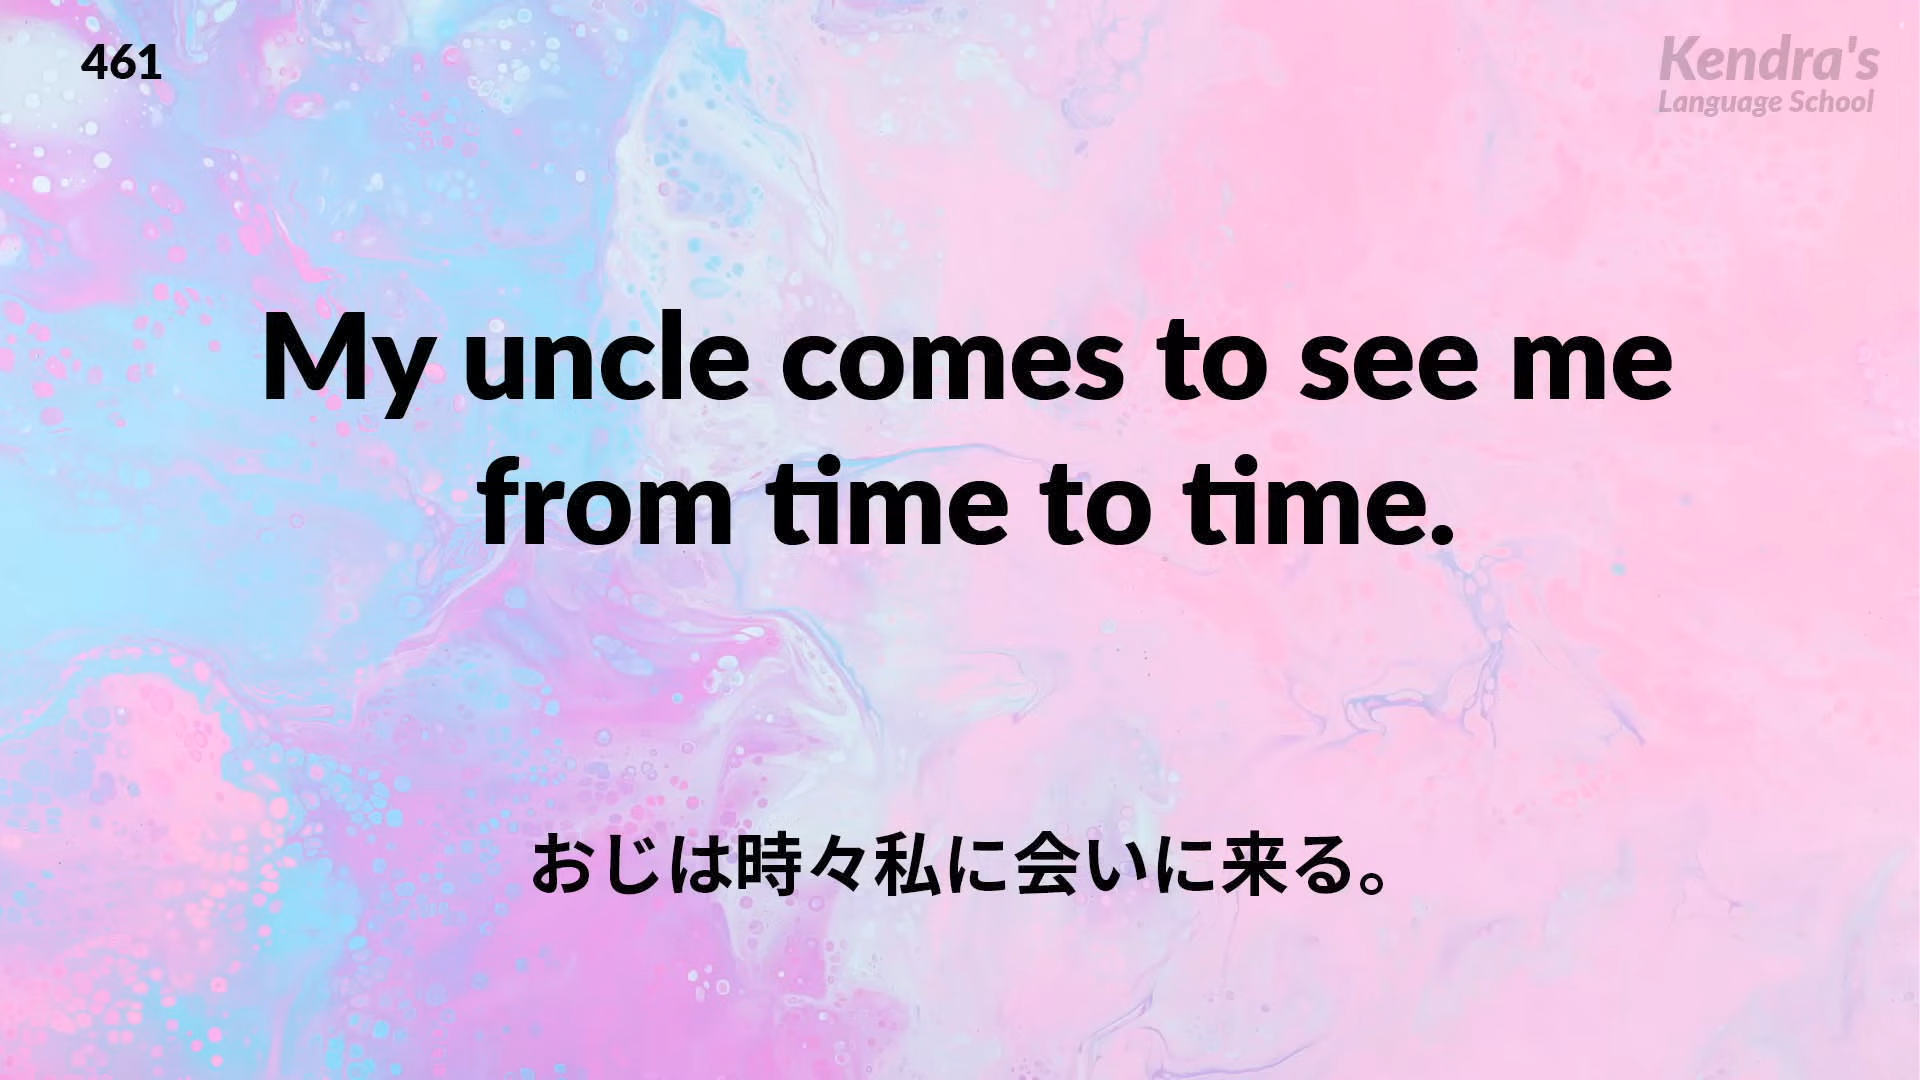 461
Kendra's
Language School
My uncle comes to see me
from time to time.
おじは時々私に会いに来る。